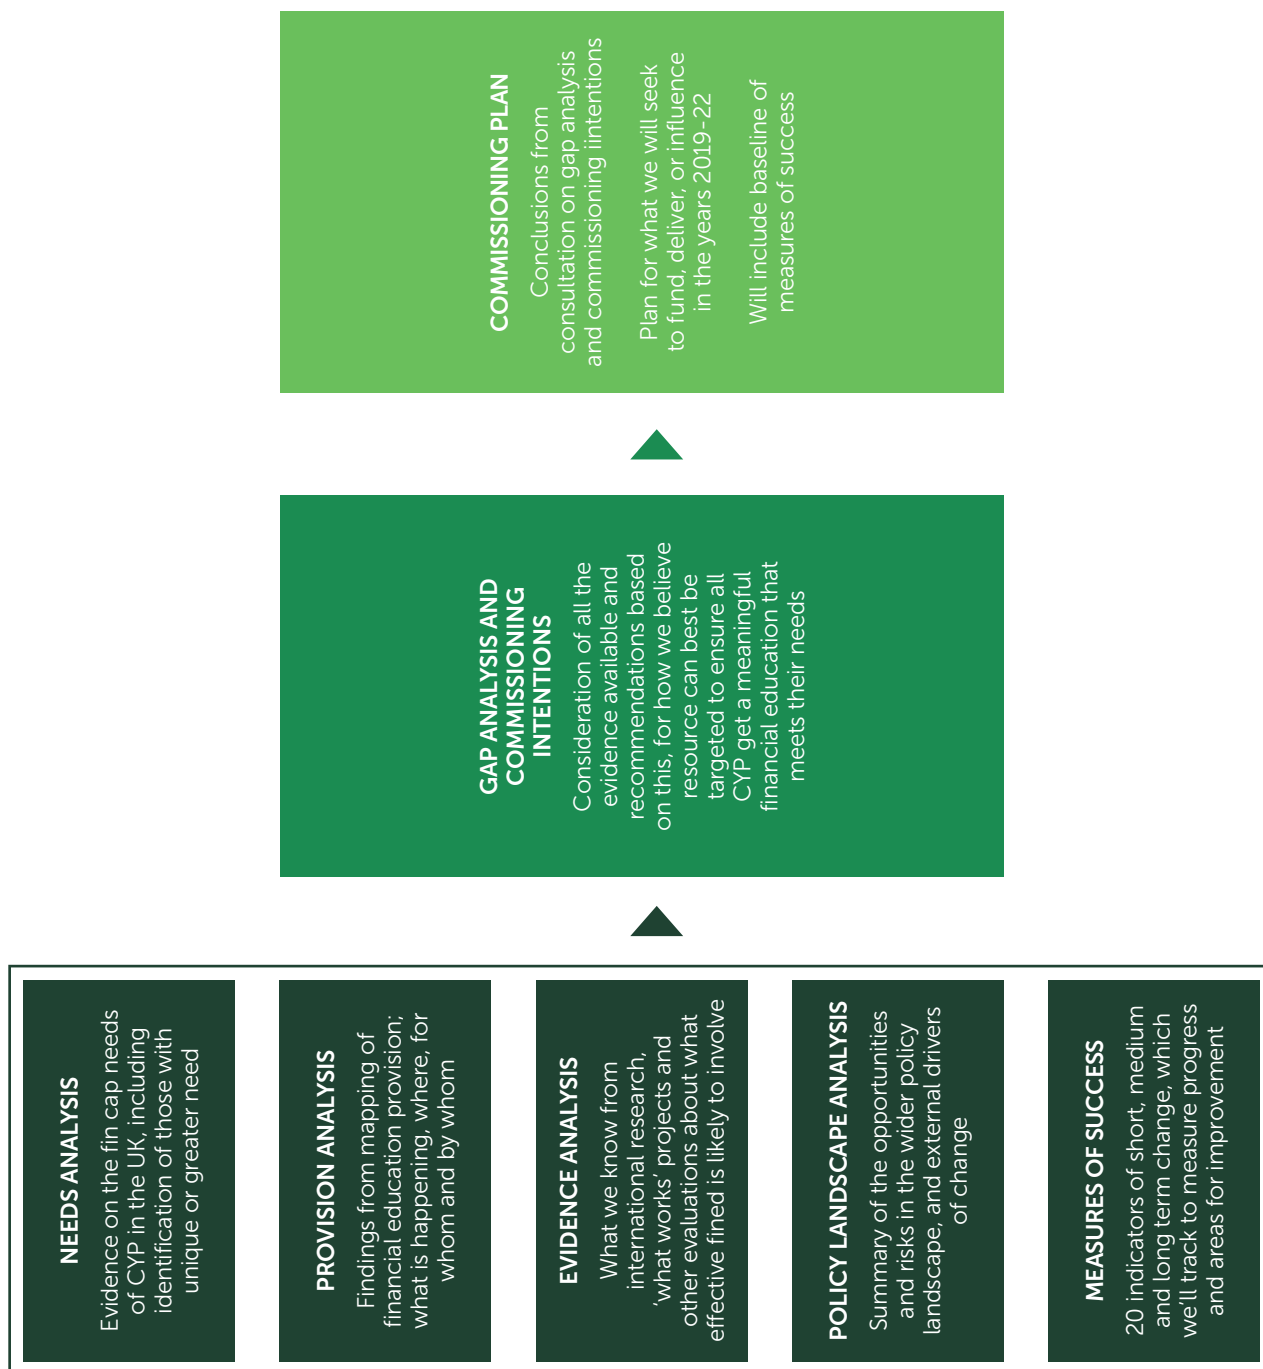 NEEDS ANALYSIS
Evidence on the fin cap needs
of CYP in the UK, including
identification of those with
unique or greater need
PROVISION ANALYSIS
Findings from mapping of
financial education provision;
what is happening, where, for
whom and by whom
EVIDENCE ANALYSIS
What we know from
international research,
‘what works’ projects and
other evaluations about what
effective fined is likely to involve
POLICY LANDSCAPE ANALYSIS
Summary of the opportunities
and risks in the wider policy
landscape, and external drivers
of change
MEASURES OF SUCCESS
20 indicators of short, medium
and long term change, which
we’ll track to measure progress
and areas for improvement
GAP ANALYSIS AND
COMMISSIONING
INTENTIONS
Consideration of all the
evidence available and
recommendations based
on this, for how we believe
resource can best be
targeted to ensure all
CYP get a meaningful
financial education that
meets their needs
COMMISSIONING PLAN
Conclusions from
consultation on gap analysis
and commissioning iintentions
Plan for what we will seek
to fund, deliver, or influence
in the years 2019-22
Will include baseline of
measures of success